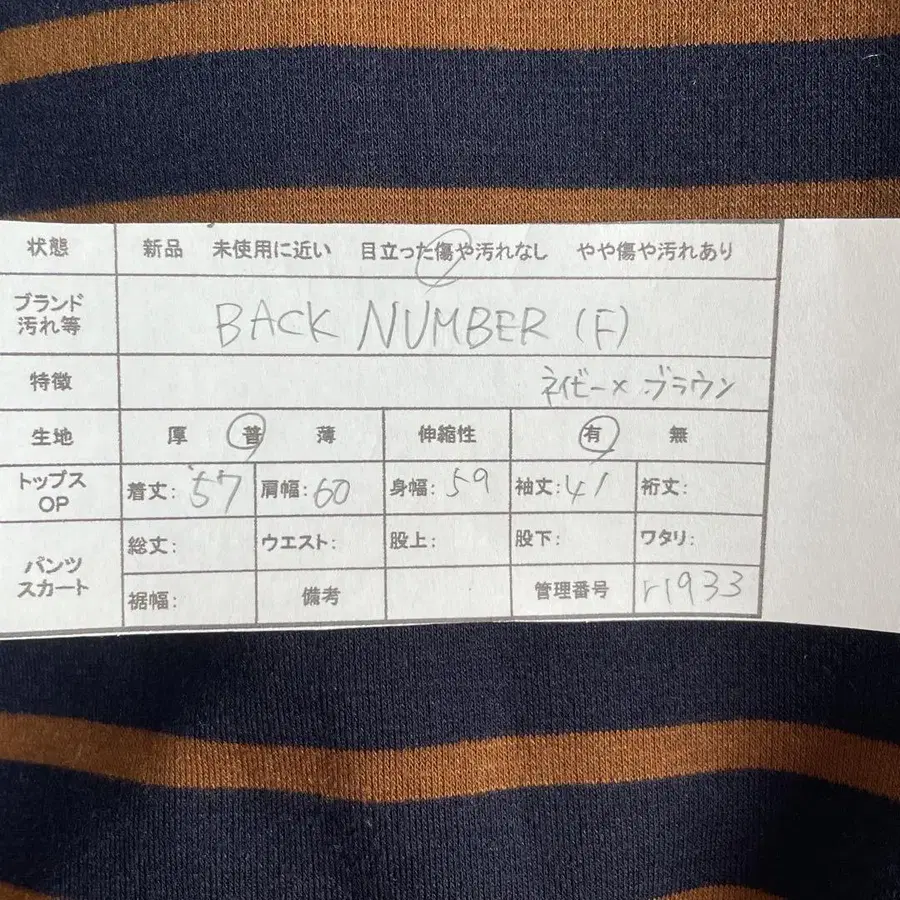 状態 新品 未使用に近い 目立った傷や汚れなし やや傷や汚れあり
ブランド
汚れ等
BACK NUMBER (F)
特徴 ネイビー×ブラウン
生地 厚 普 薄 伸縮性 有 無
トップス
OP
着丈: 57 肩幅: 60 身幅: 59 袖丈: 41 裄丈:
パンツ
スカート
総丈: ウエスト: 股上: 股下: ワタリ:
裾幅: 備考 管理番号 r1933